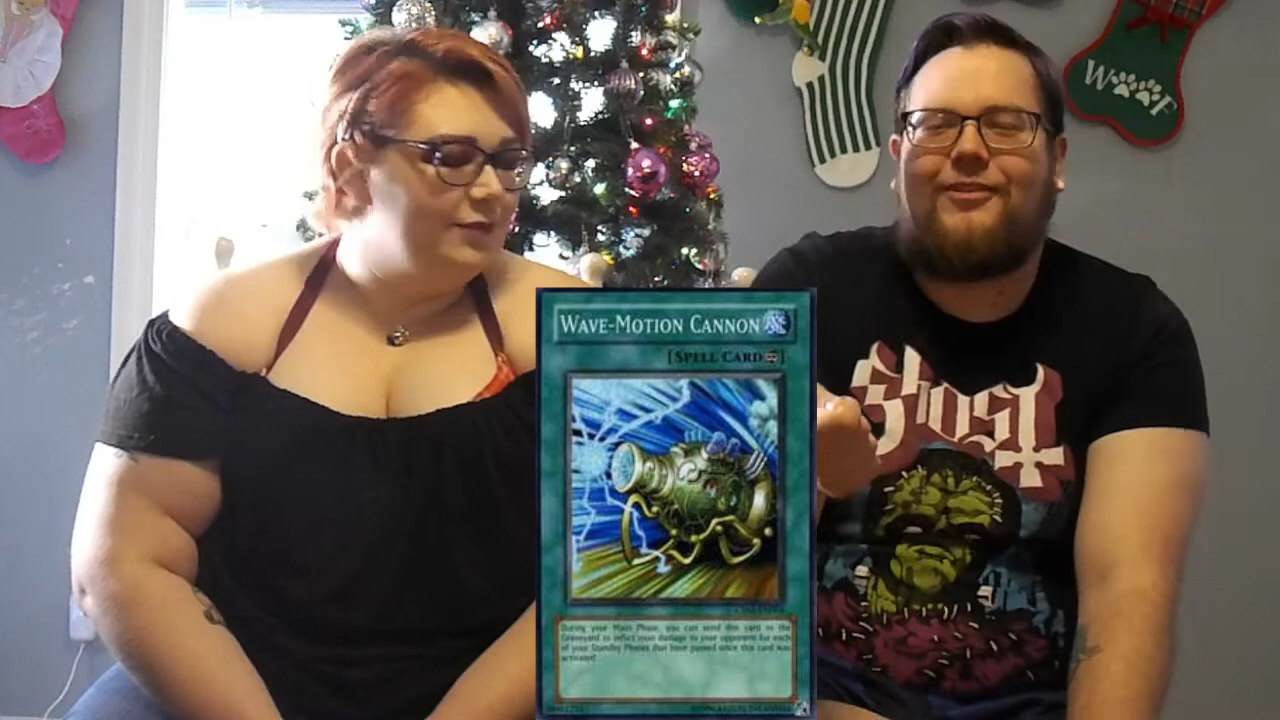 WOOF
WAVE-MOTION CANNON
[SPELL CARD ]
Ghost
During your Main Phase, you can send this card to the
Graveyard to inflict 1000 damage to your opponent for each
of your Standby Phases that have passed since this card was
activated.